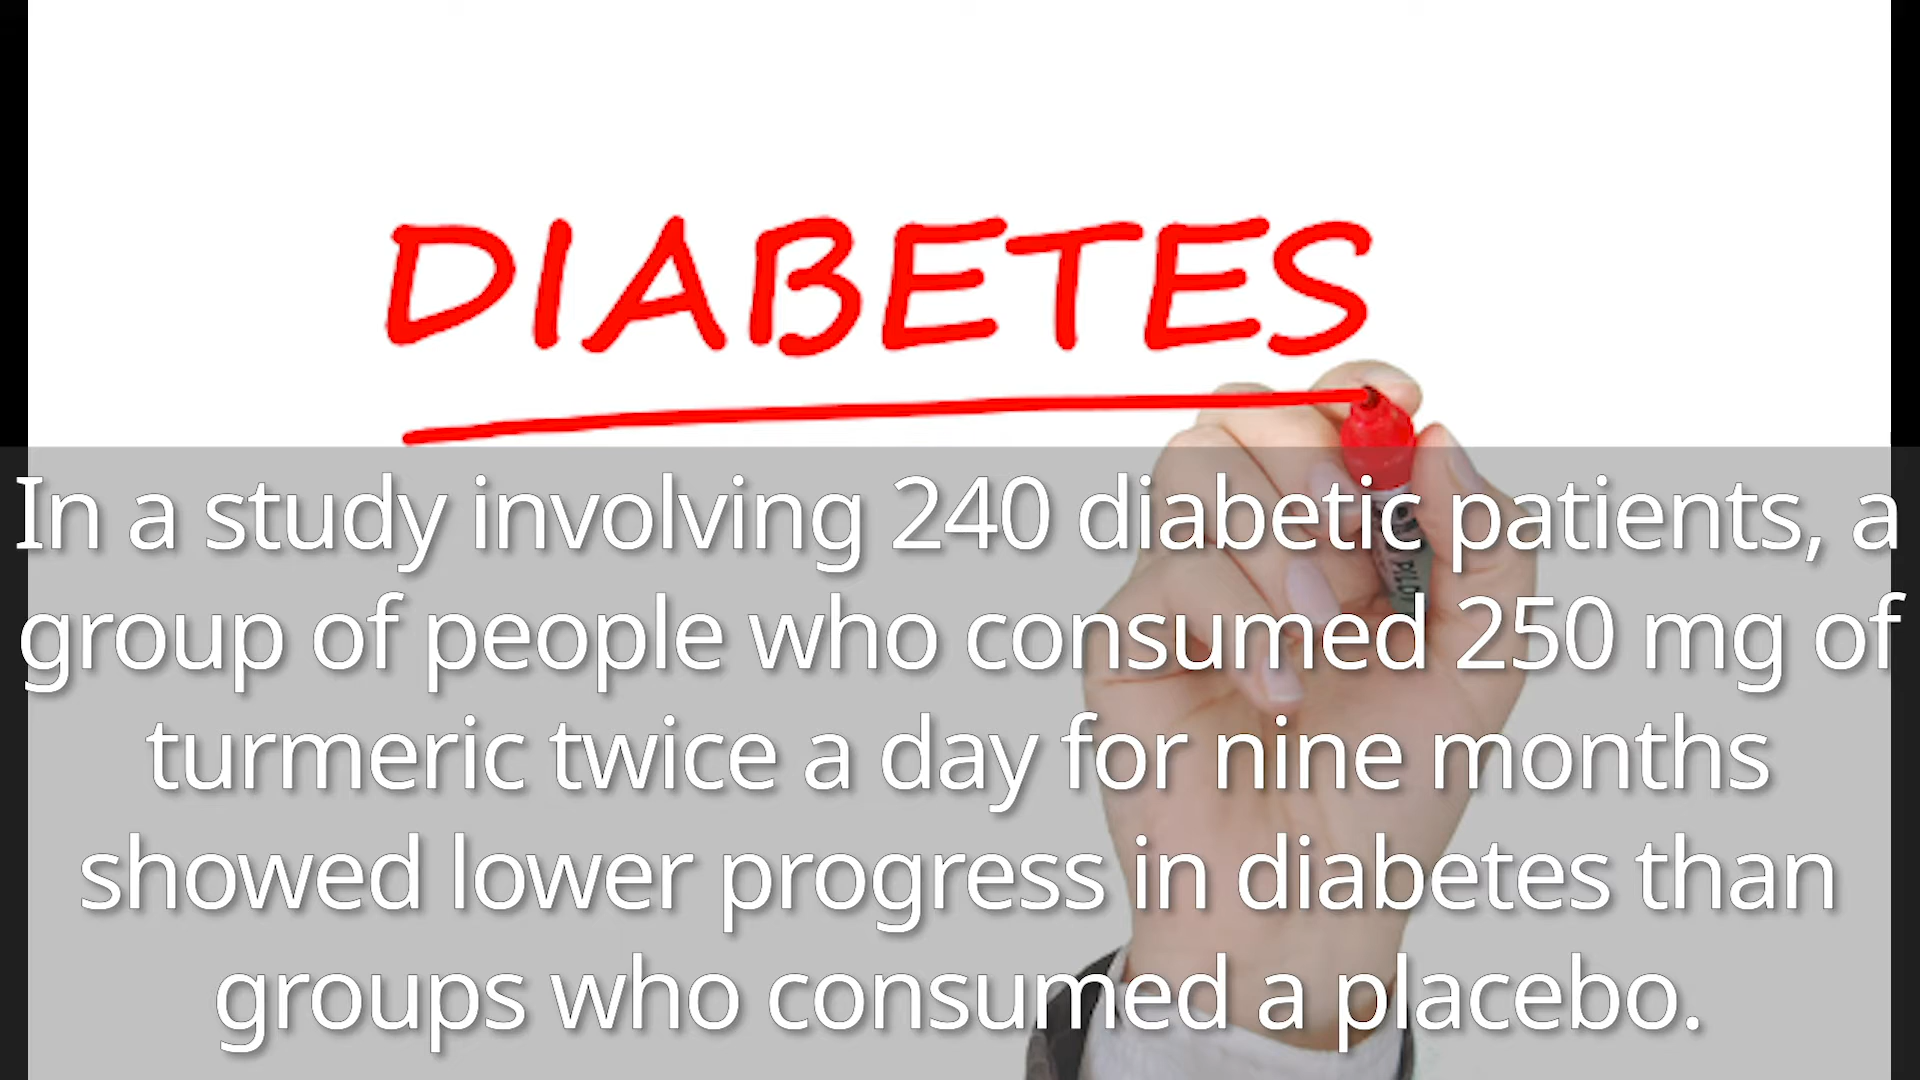 DIABETES
In a study involving 240 diabetic patients, a
group of people who consumed 250 mg of
turmeric twice a day for nine months
showed lower progress in diabetes than
groups who consumed a placebo.